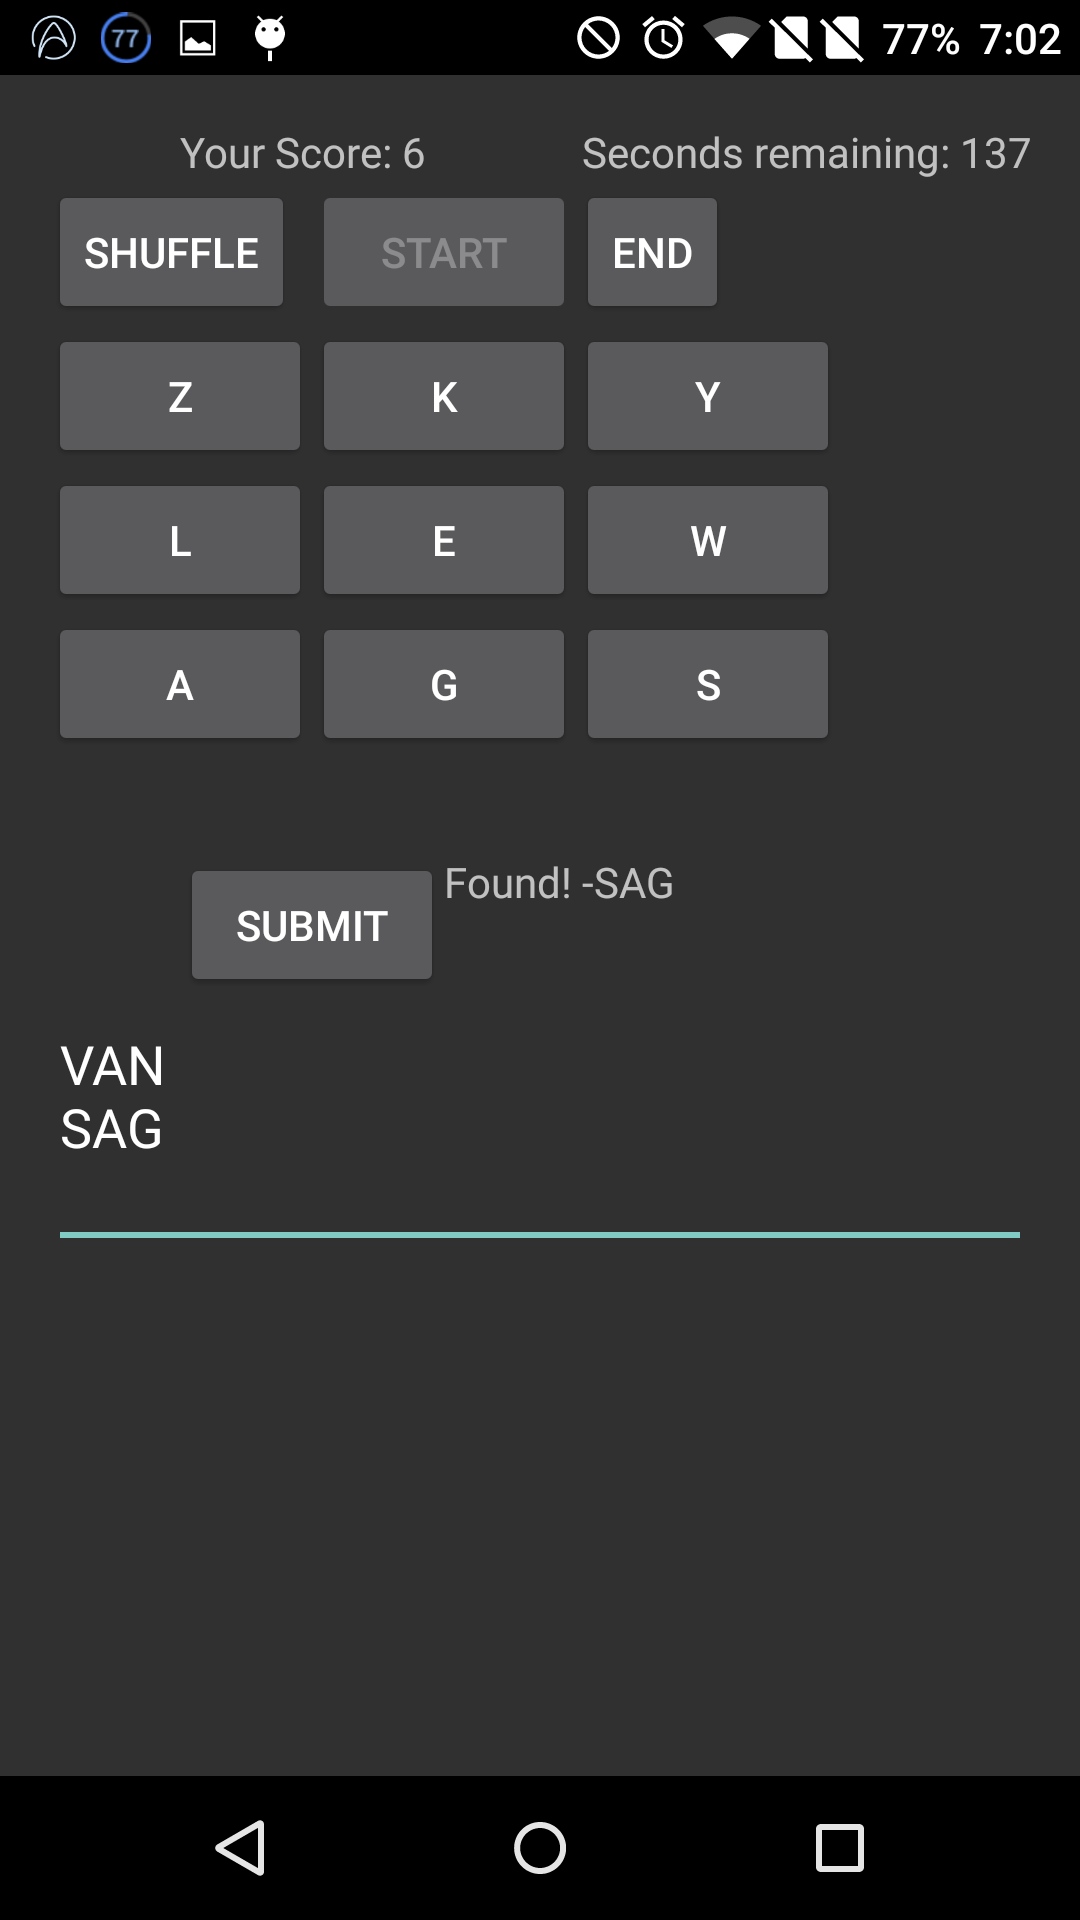 77 77% 7:02
Your Score: 6 Seconds remaining: 137
SHUFFLE START END
Z K Y
L E W
A G S
Found! -SAG
SUBMIT
VAN
SAG